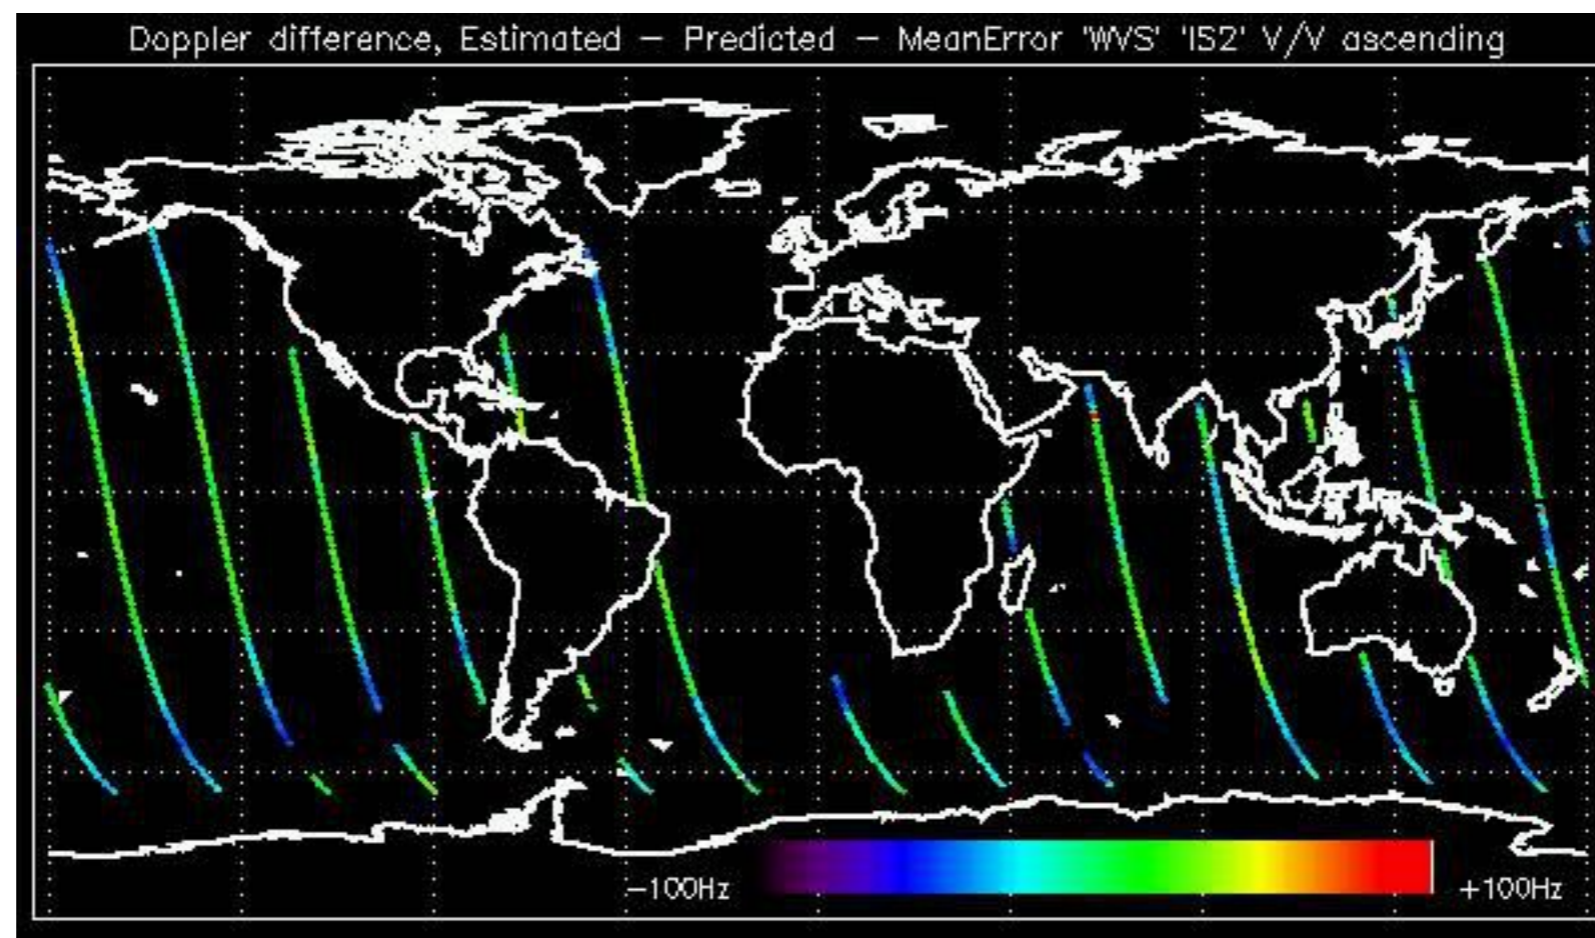 Doppler difference, Estimated — Predicted — MeanError 'WVS' 'IS2' V/V ascending
—100Hz
+100Hz